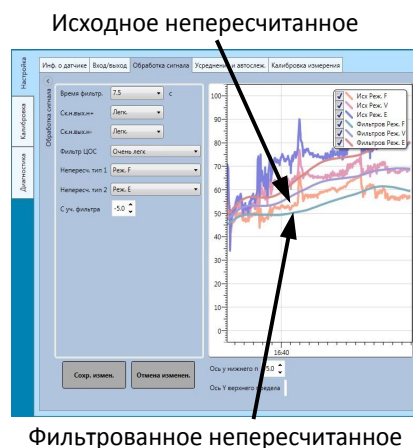 Исходное непересчитанное
Настройка
Калибровка
Диагностика
Инф. о датчике Вход/выход Обработка сигнала Усреднение и автослеж. Калибровка измерения
Обработка сигнала
Время фильтр. 7.5 с
Скн.вых.н+ Легк.
Скн.вых.н- Легк.
Фильтр ЦОС Очень легк
Непересч. тип 1 Реж. F
Непересч. тип 2 Реж. E
С уч. фильтра -5.0
Сохр. измен. Отмена изменен.
100
90
80
70
60
50
40
30
20
10
0
16:40
Исх Реж. F
Исх Реж. V
Исх Реж. E
Фильтров Реж. F
Фильтров Реж. V
Фильтров Реж. E
Ось y нижнего п 5.0
Ось Y верхнего
Фильтрованное непересчитанное